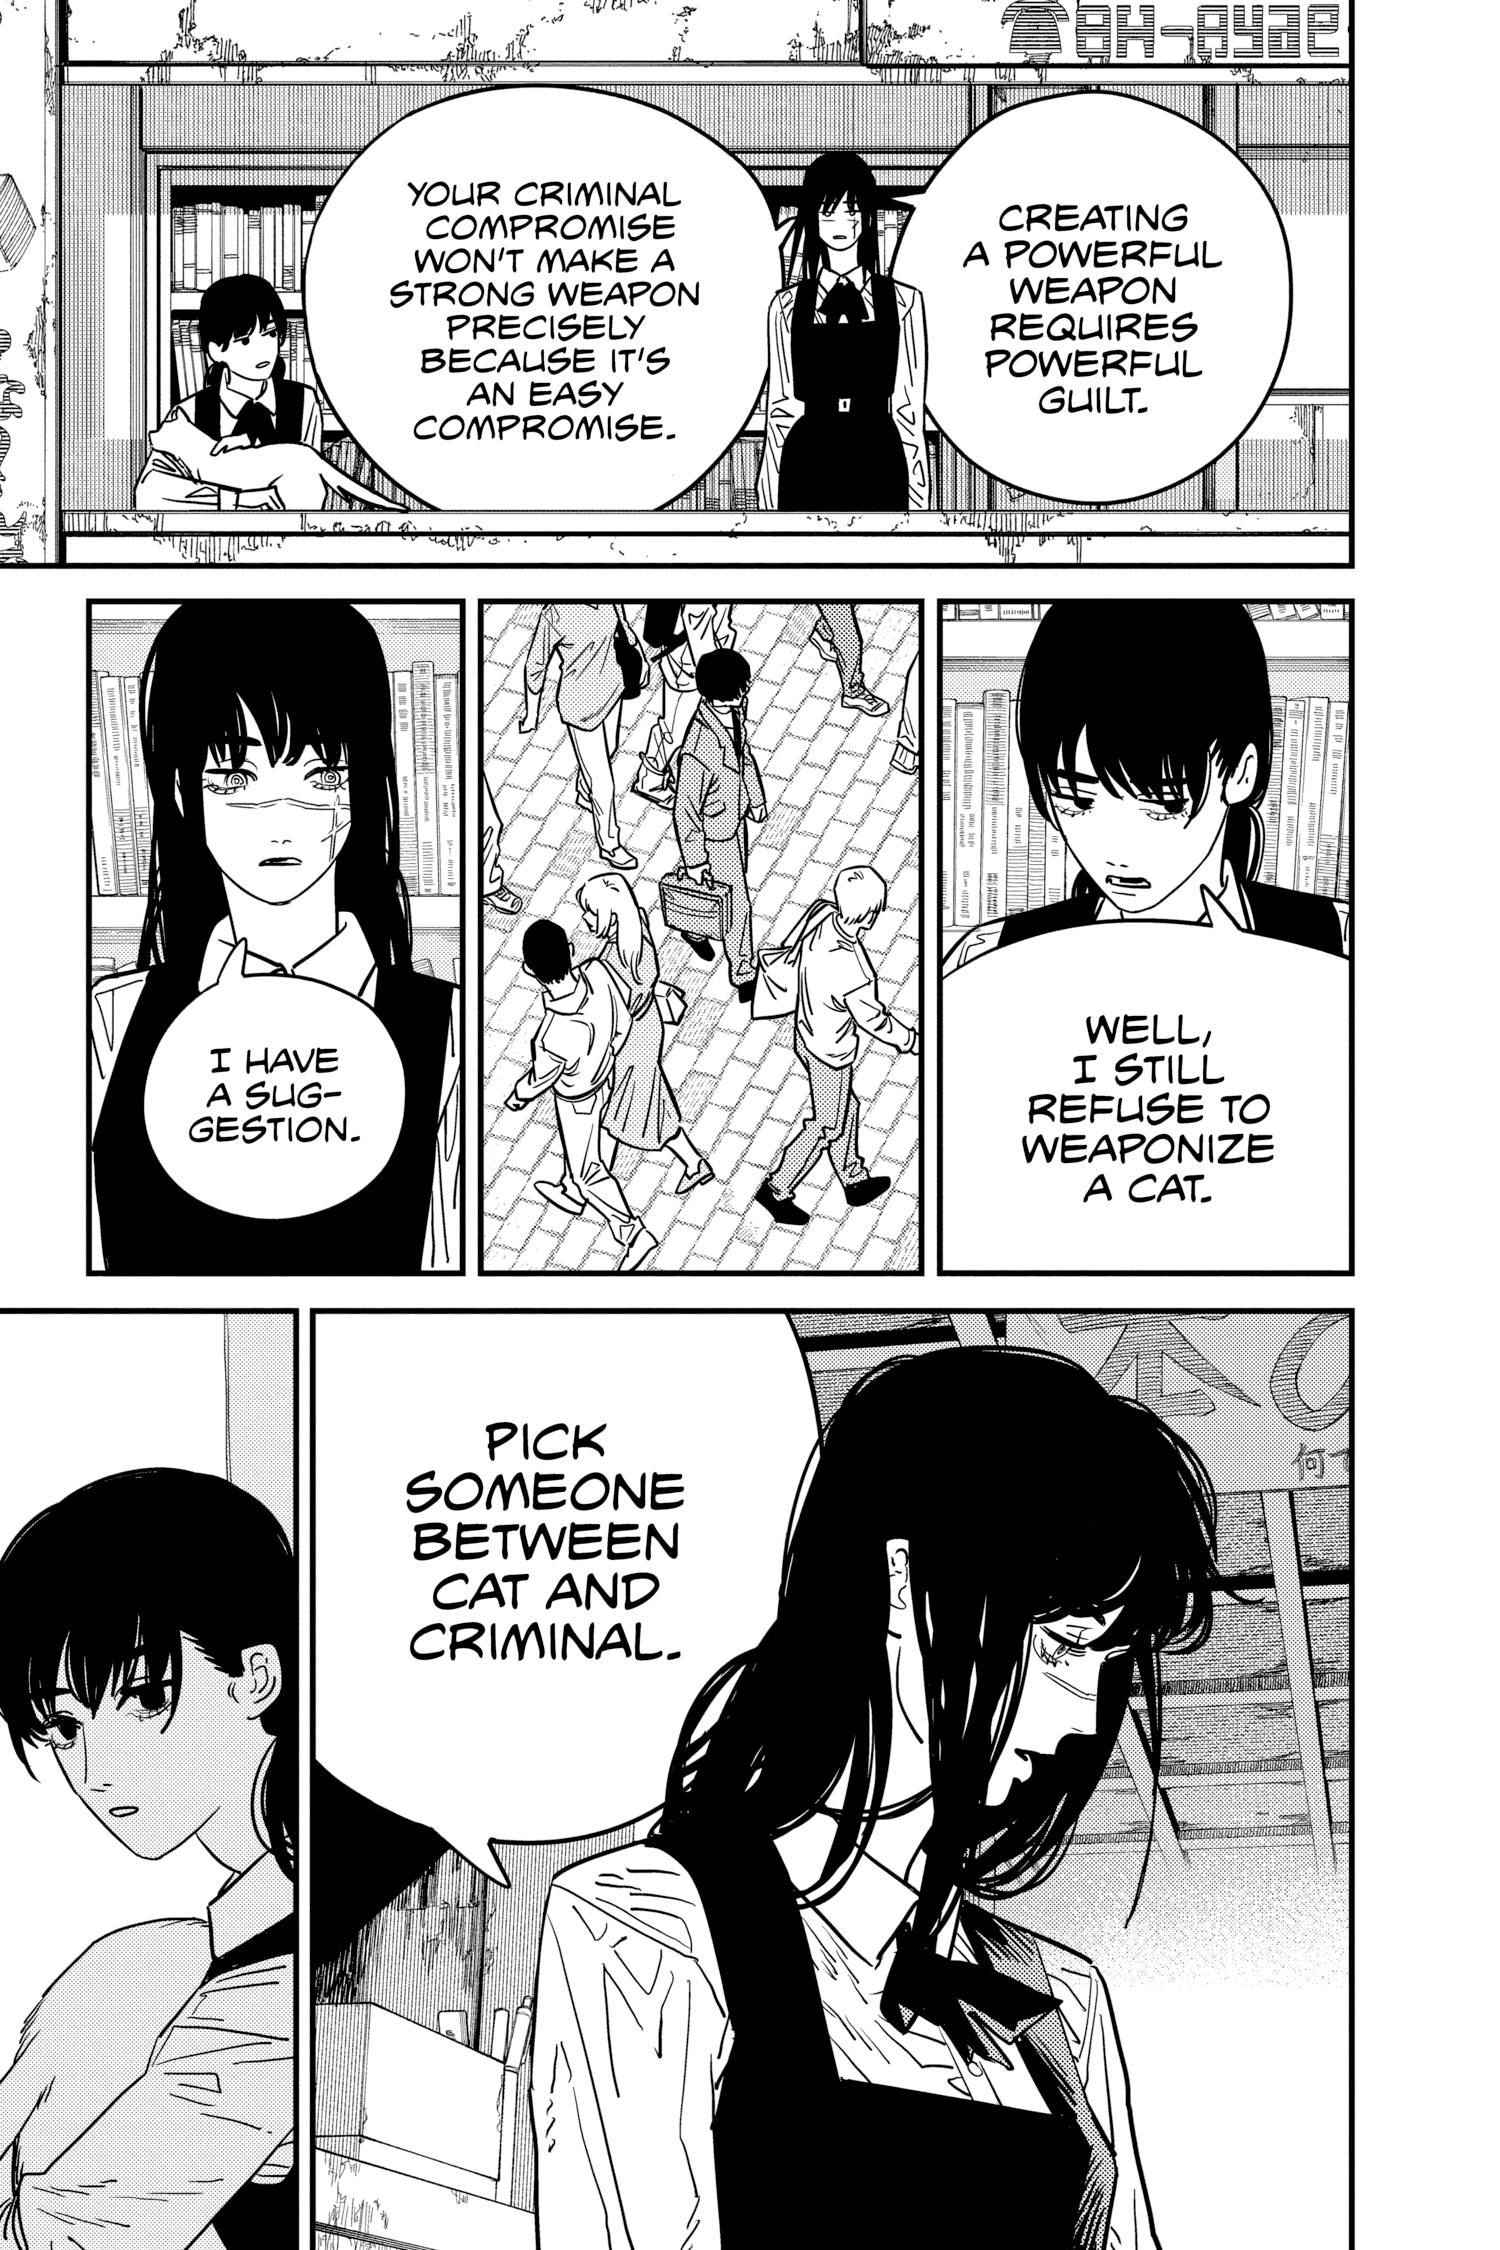 CREATING
A POWERFUL
WEAPON
REQUIRES
POWERFUL
GUILT.
YOUR CRIMINAL
COMPROMISE
WON'T MAKE A
STRONG WEAPON
PRECISELY
BECAUSE IT'S
AN EASY
COMPROMISE.
WELL,
I STILL
REFUSE TO
WEAPONIZE
A CAT.
I HAVE
A SUG-
GESTION.
PICK
SOMEONE
BETWEEN
CAT AND
CRIMINAL.